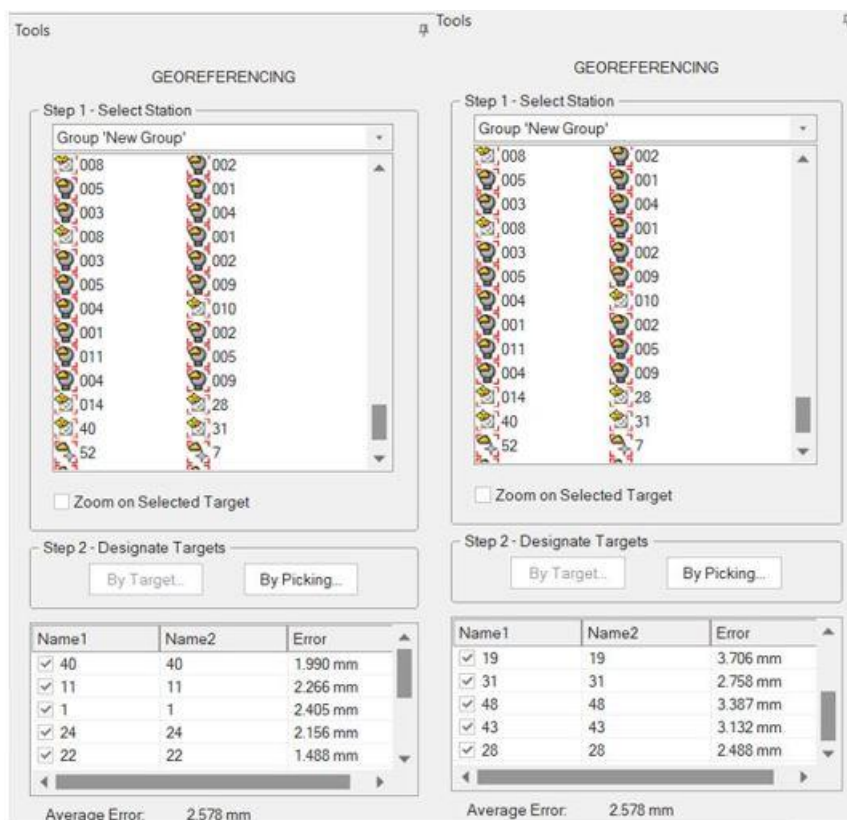 Tools
GEOREFERENCING
Step 1 - Select Station
Group 'New Group'
008 002
005 001
003 004
008 001
003 002
005 009
004 010
001 002
011 005
004 009
014 28
40 31
52 7
Zoom on Selected Target
Step 2 - Designate Targets
By Target... By Picking...
Name1 Name2 Error
40 40 1.990 mm
11 11 2.266 mm
1 1 2.405 mm
24 24 2.156 mm
22 22 1.488 mm
Average Error: 2.578 mm
Tools
GEOREFERENCING
Step 1 - Select Station
Group 'New Group'
008 002
005 001
003 004
008 001
003 002
005 009
004 010
001 002
011 005
004 009
014 28
40 31
52 7
Zoom on Selected Target
Step 2 - Designate Targets
By Target... By Picking...
Name1 Name2 Error
19 19 3.706 mm
31 31 2.758 mm
48 48 3.387 mm
43 43 3.132 mm
28 28 2.488 mm
Average Error: 2.578 mm